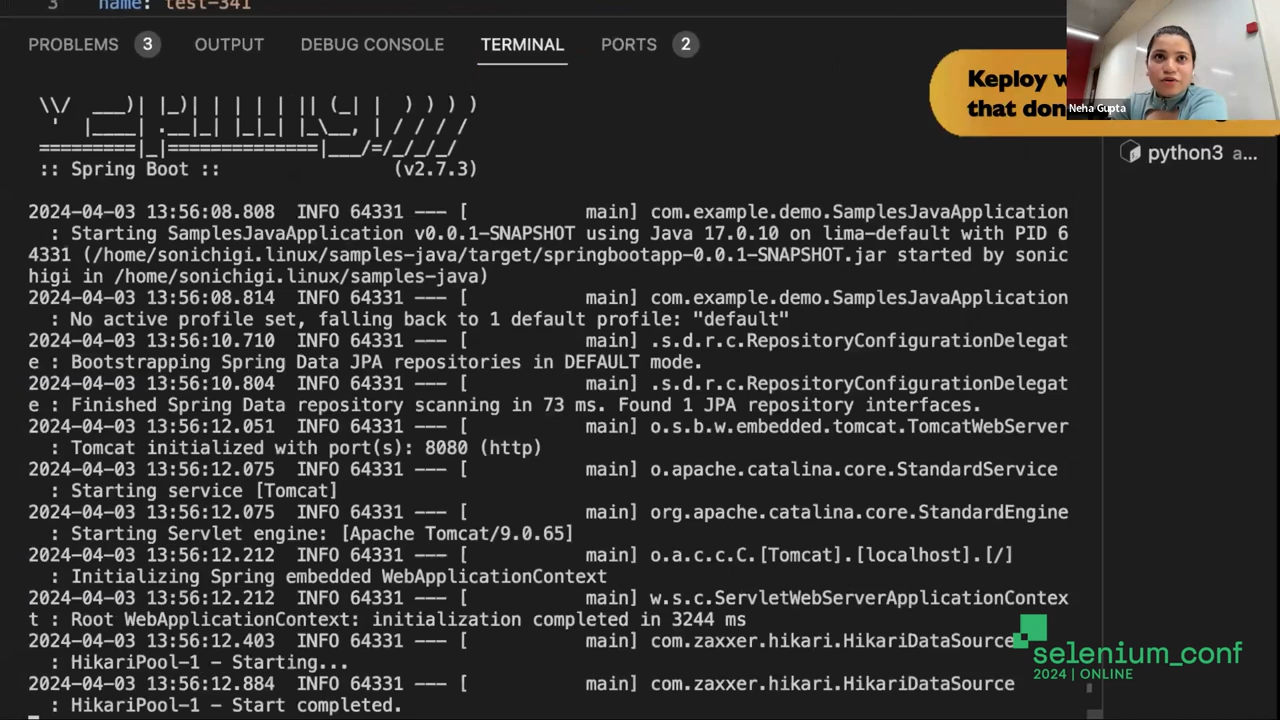 3 name: test-341
PROBLEMS 3 OUTPUT DEBUG CONSOLE TERMINAL PORTS 2
Keploy
that don
Neha Gupta
python3 a...
:: Spring Boot :: (v2.7.3)
2024-04-03 13:56:08.808 INFO 64331 --- [ main] com.example.demo.SamplesJavaApplication
: Starting SamplesJavaApplication v0.0.1-SNAPSHOT using Java 17.0.10 on lima-default with PID 6
4331 (/home/sonichigi.linux/samples-java/target/springbootapp-0.0.1-SNAPSHOT.jar started by sonic
higi in /home/sonichigi.linux/samples-java)
2024-04-03 13:56:08.814 INFO 64331 --- [ main] com.example.demo.SamplesJavaApplication
: No active profile set, falling back to 1 default profile: "default"
2024-04-03 13:56:10.710 INFO 64331 --- [ main] .s.d.r.c.RepositoryConfigurationDelegat
e : Bootstrapping Spring Data JPA repositories in DEFAULT mode.
2024-04-03 13:56:10.804 INFO 64331 --- [ main] .s.d.r.c.RepositoryConfigurationDelegat
e : Finished Spring Data repository scanning in 73 ms. Found 1 JPA repository interfaces.
2024-04-03 13:56:12.051 INFO 64331 --- [ main] o.s.b.w.embedded.tomcat.TomcatWebServer
: Tomcat initialized with port(s): 8080 (http)
2024-04-03 13:56:12.075 INFO 64331 --- [ main] o.apache.catalina.core.StandardService
: Starting service [Tomcat]
2024-04-03 13:56:12.075 INFO 64331 --- [ main] org.apache.catalina.core.StandardEngine
: Starting Servlet engine: [Apache Tomcat/9.0.65]
2024-04-03 13:56:12.212 INFO 64331 --- [ main] o.a.c.c.C.[Tomcat].[localhost].[/]
: Initializing Spring embedded WebApplicationContext
2024-04-03 13:56:12.212 INFO 64331 --- [ main] w.s.c.ServletWebServerApplicationContex
t : Root WebApplicationContext: initialization completed in 3244 ms
2024-04-03 13:56:12.403 INFO 64331 --- [ main] com.zaxxer.hikari.HikariDataSource
: HikariPool-1 - Starting...
2024-04-03 13:56:12.884 INFO 64331 --- [ main] com.zaxxer.hikari.HikariDataSource
: HikariPool-1 - Start completed.
selenium_conf
2024 | ONLINE